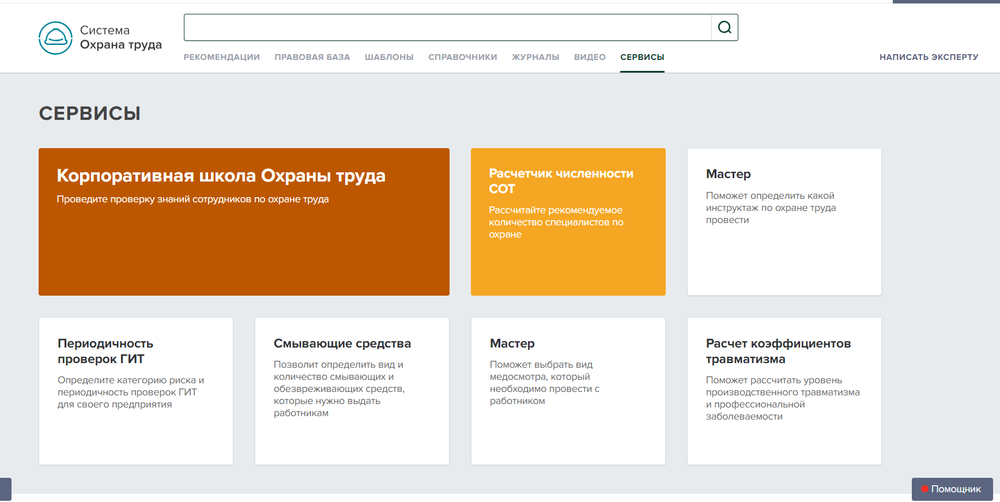 Система
Охрана труда
РЕКОМЕНДАЦИИ ПРАВОВАЯ БАЗА ШАБЛОНЫ СПРАВОЧНИКИ ЖУРНАЛЫ ВИДЕО СЕРВИСЫ НАПИСАТЬ ЭКСПЕРТУ
СЕРВИСЫ
Корпоративная школа Охраны труда
Проведите проверку знаний сотрудников по охране труда
Расчетчик численности
СОТ
Рассчитайте рекомендуемое
количество специалистов по
охране
Мастер
Поможет определить какой
инструктаж по охране труда
провести
Периодичность
проверок ГИТ
Определите категорию риска и
периодичность проверок ГИТ
для своего предприятия
Смывающие средства
Позволит определить вид и
количество смывающих и
обезвреживающих средств,
которые нужно выдать
работникам
Мастер
Поможет выбрать вид
медосмотра, который
необходимо провести с
работником
Расчет коэффициентов
травматизма
Поможет рассчитать уровень
производственного травматизма
и профессиональной
заболеваемости
Помощник